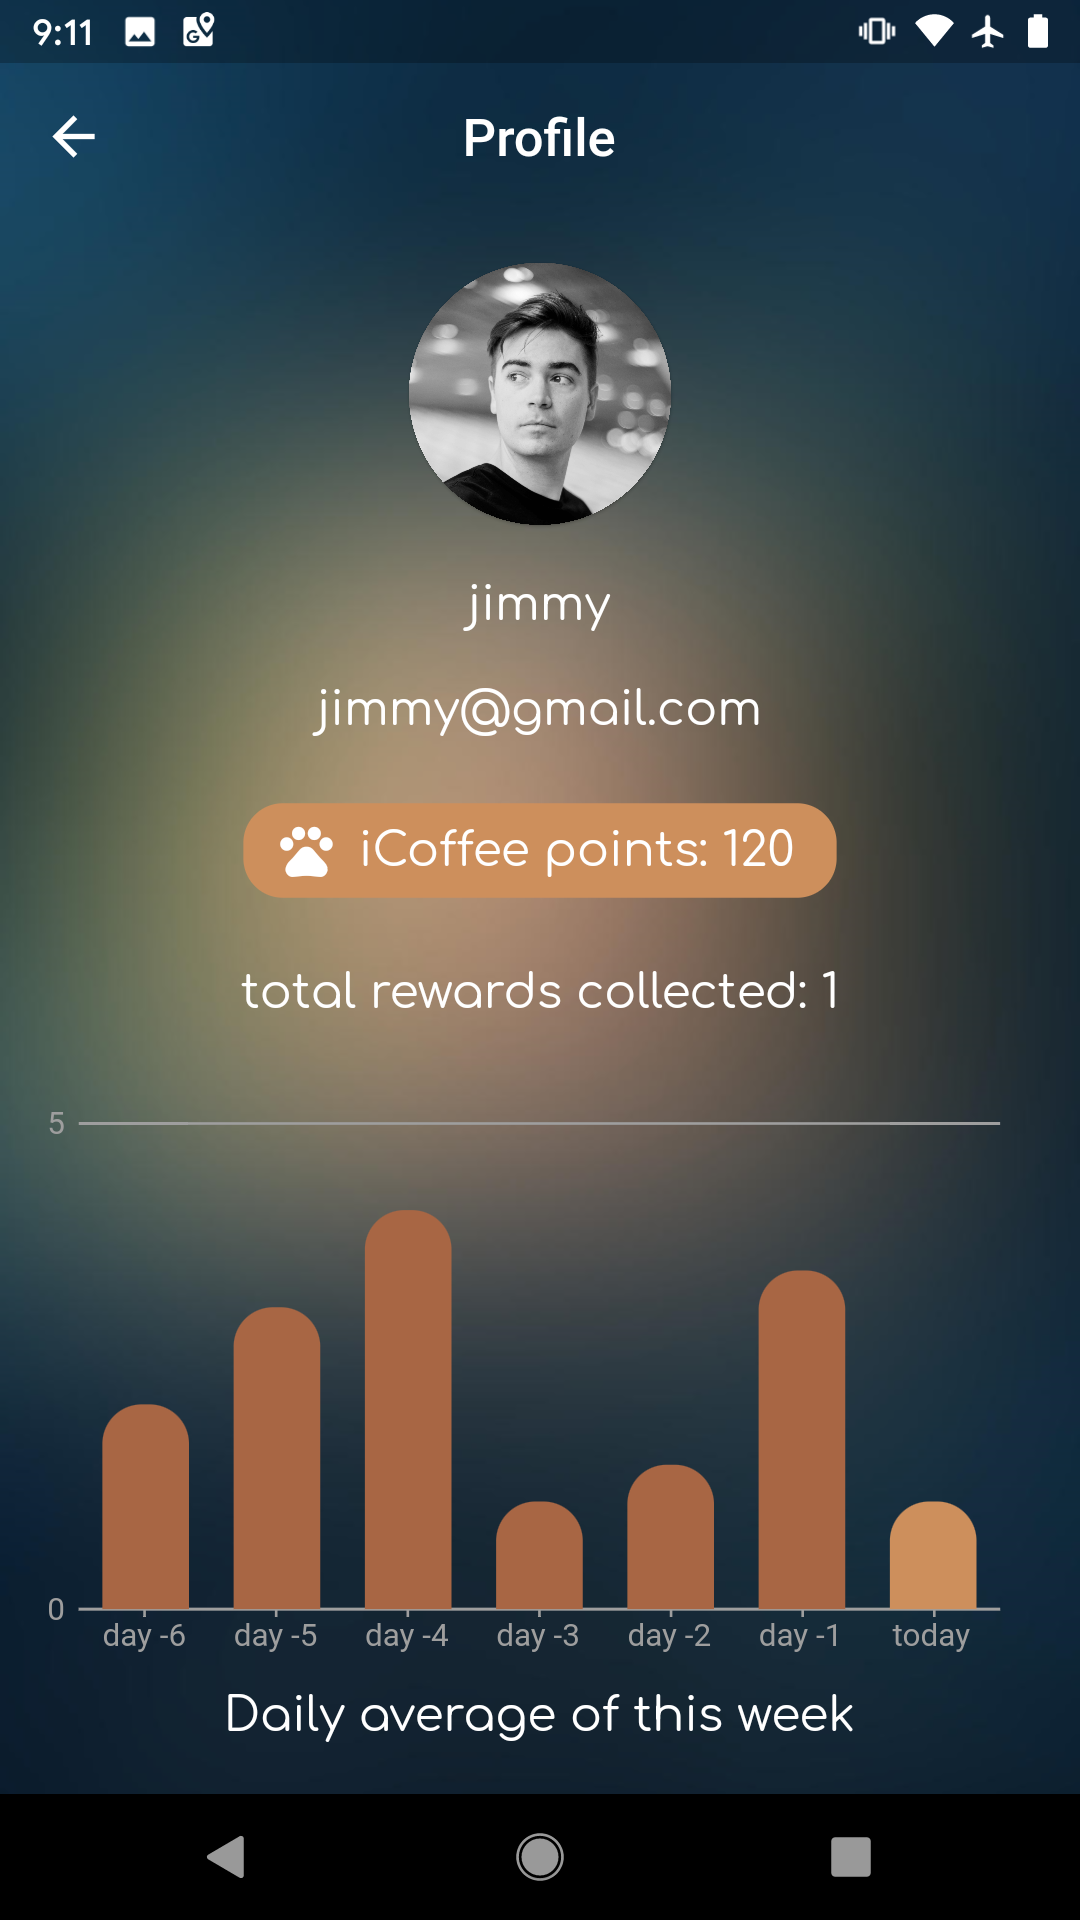 9:11
Profile
jimmy
jimmy@gmail.com
iCoffee points: 120
total rewards collected: 1
5
0
day -6 day -5 day -4 day -3 day -2 day -1 today
Daily average of this week